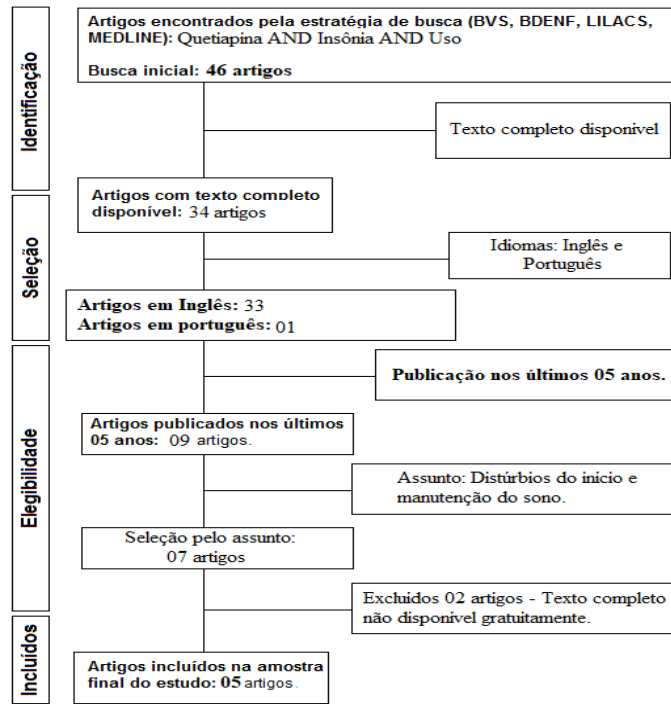 Identificação
Artigos encontrados pela estratégia de busca (BVS, BDENF, LILACS,
MEDLINE): Quetiapina AND Insônia AND Uso
Busca inicial: 46 artigos
Texto completo disponível
Seleção
Artigos com texto completo
disponível: 34 artigos
Idiomas: Inglês e
Português
Artigos em Inglês: 33
Artigos em português: 01
Elegibilidade
Publicação nos últimos 05 anos.
Artigos publicados nos últimos
05 anos: 09 artigos.
Assunto: Distúrbios do início e
manutenção do sono.
Seleção pelo assunto:
07 artigos
Excluidos 02 artigos - Texto completo
não disponível gratuitamente.
Incluídos
Artigos incluídos na amostra
final do estudo: 05 artigos.